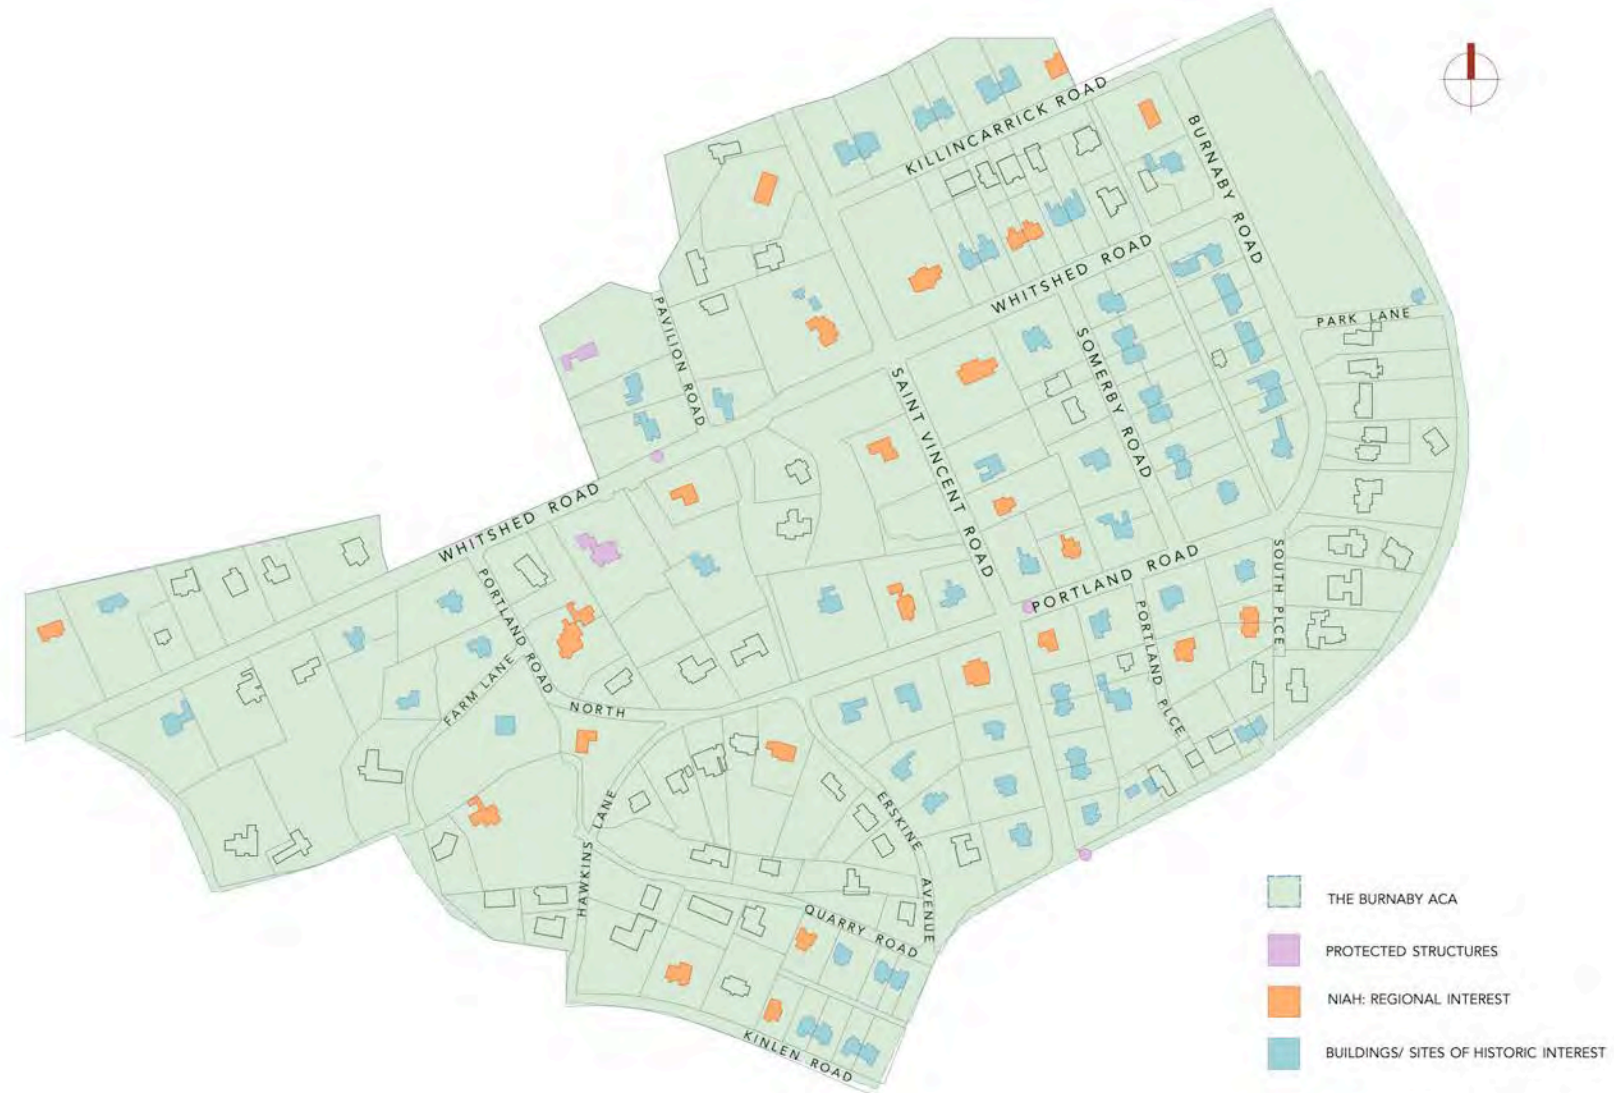 KILLINCARRICK ROAD
BURNABY ROAD
WHITSHED ROAD
PARK LANE
PAVILION ROAD
SOMERBY ROAD
SAINT VINCENT ROAD
WHITSHED ROAD
PORTLAND ROAD
SOUTH PLCE
PORTLAND ROAD
PORTLAND PLCE
FARM LANE
NORTH
ERSKINE
AVENUE
HAWKINS LANE
QUARRY ROAD
KINLEN ROAD
THE BURNABY ACA
PROTECTED STRUCTURES
NIAH: REGIONAL INTEREST
BUILDINGS/ SITES OF HISTORIC INTEREST